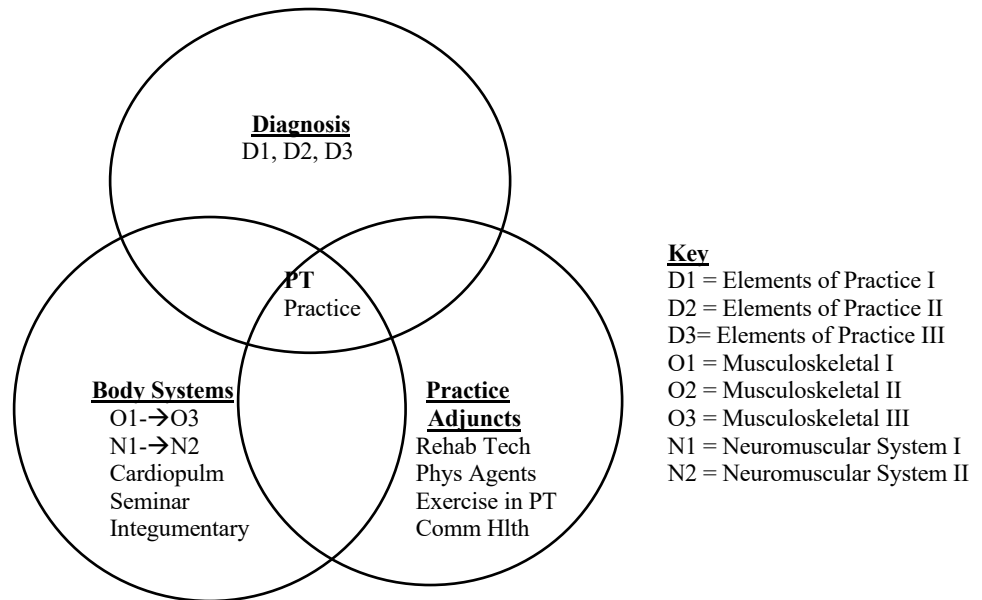 Diagnosis
D1, D2, D3
PT
Practice
Body Systems
O1-→O3
N1-→N2
Cardiopulm
Seminar
Integumentary
Practice
Adjuncts
Rehab Tech
Phys Agents
Exercise in PT
Comm Hlth
Key
D1 = Elements of Practice I
D2 = Elements of Practice II
D3= Elements of Practice III
O1 = Musculoskeletal I
O2 = Musculoskeletal II
O3 = Musculoskeletal III
N1 = Neuromuscular System I
N2 = Neuromuscular System II